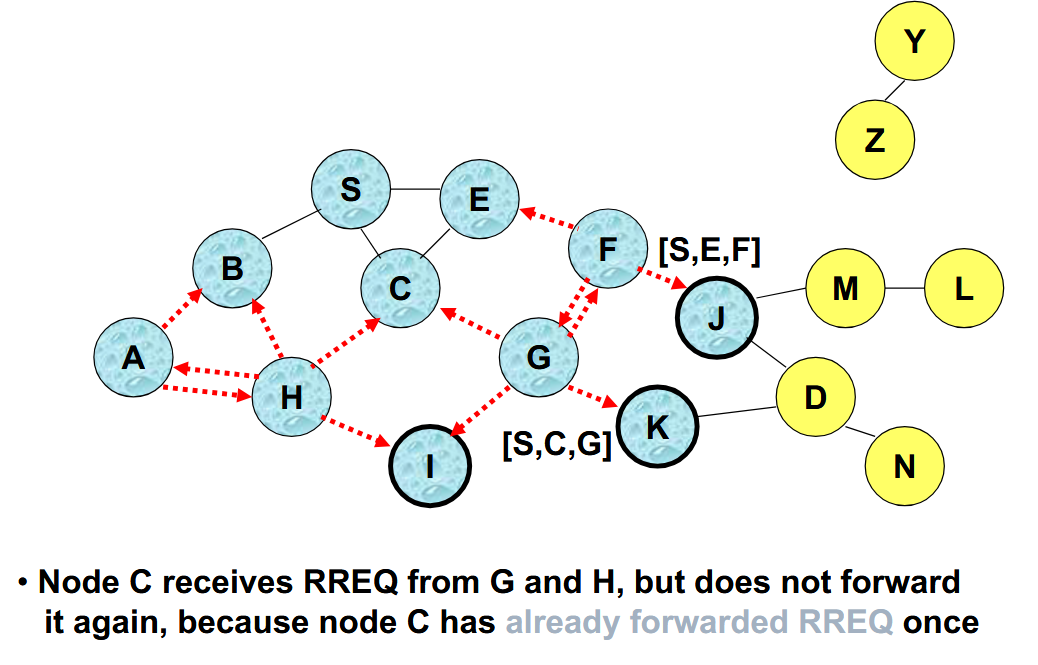 Y
Z
S
E
F
[S,E,F]
B
C
M
L
J
A
G
H
D
K
[S,C,G]
I
N
• Node C receives RREQ from G and H, but does not forward
it again, because node C has already forwarded RREQ once